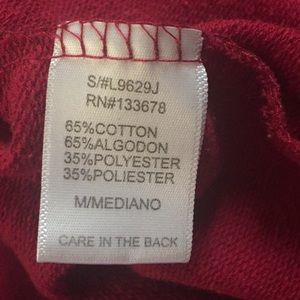 S/#L9629J
RN#133678
65%COTTON
65%ALGODON
35%POLYESTER
35%POLIESTER
M/MEDIANO
CARE IN THE BACK